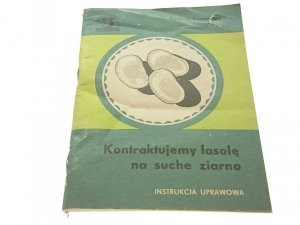 Kontraktujemy fasolę
na suche ziarno
INSTRUKCJA UPRAWOWA